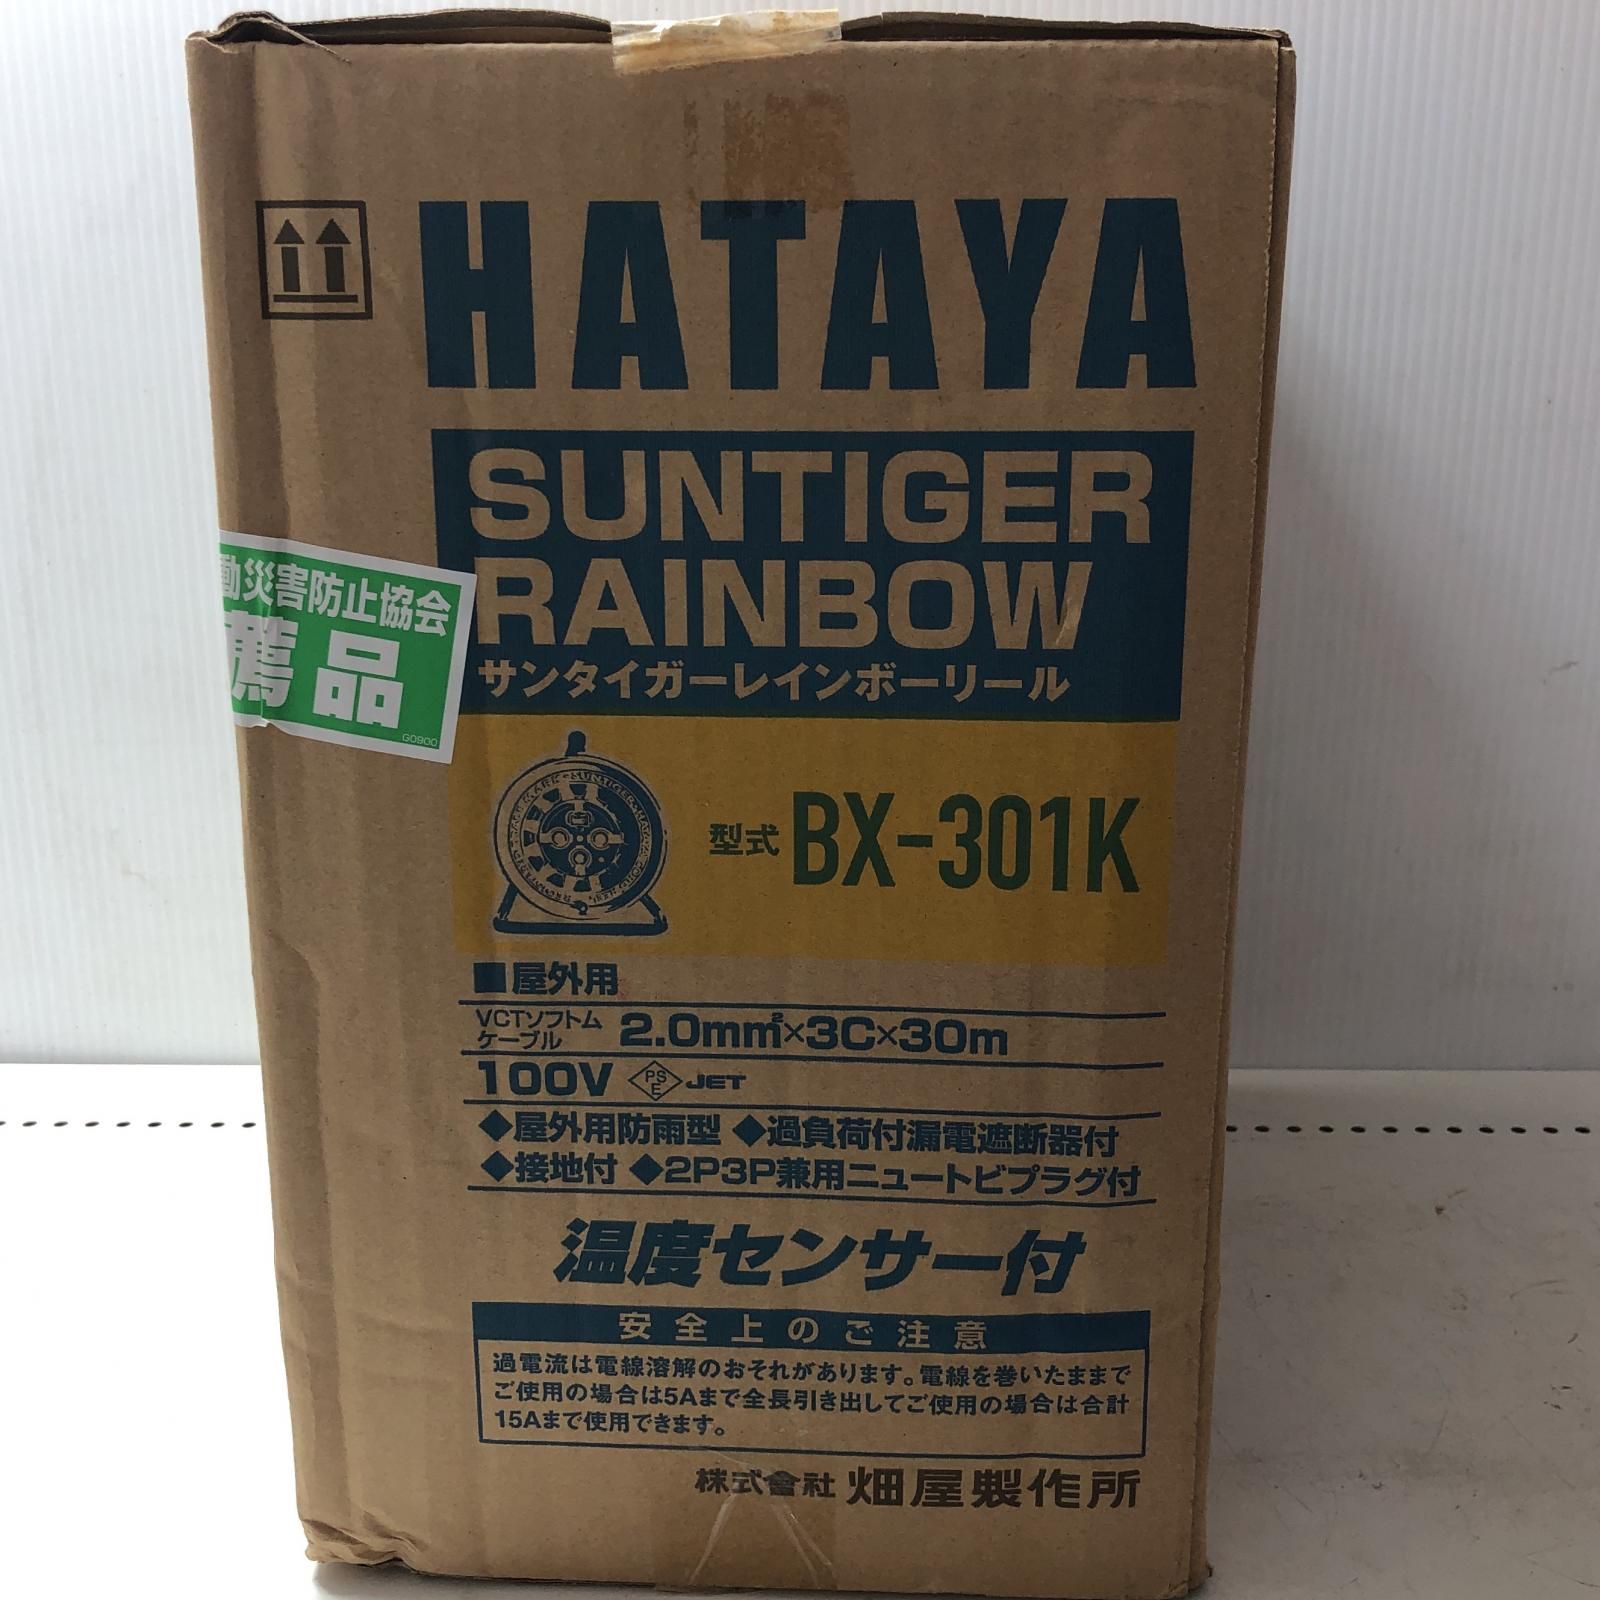 HATAYA
SUNTIGER
RAINBOW
サンタイガーレインボーリール
動災害防止協会
薦品
GD900
型式 BX-301K
■屋外用
VCTソフトム
ケーブル 2.0mm²×3C×30m
100V PSE JET
◆屋外用防雨型 ◆過負荷付漏電遮断器付
◆接地付 ◆2P3P兼用ニュートビプラグ付
温度センサー付
安全上のご注意
過電流は電線溶解のおそれがあります。電線を巻いたままで
ご使用の場合は5Aまで全長引き出してご使用の場合は合計
15Aまで使用できます。
株式會社 畑屋製作所